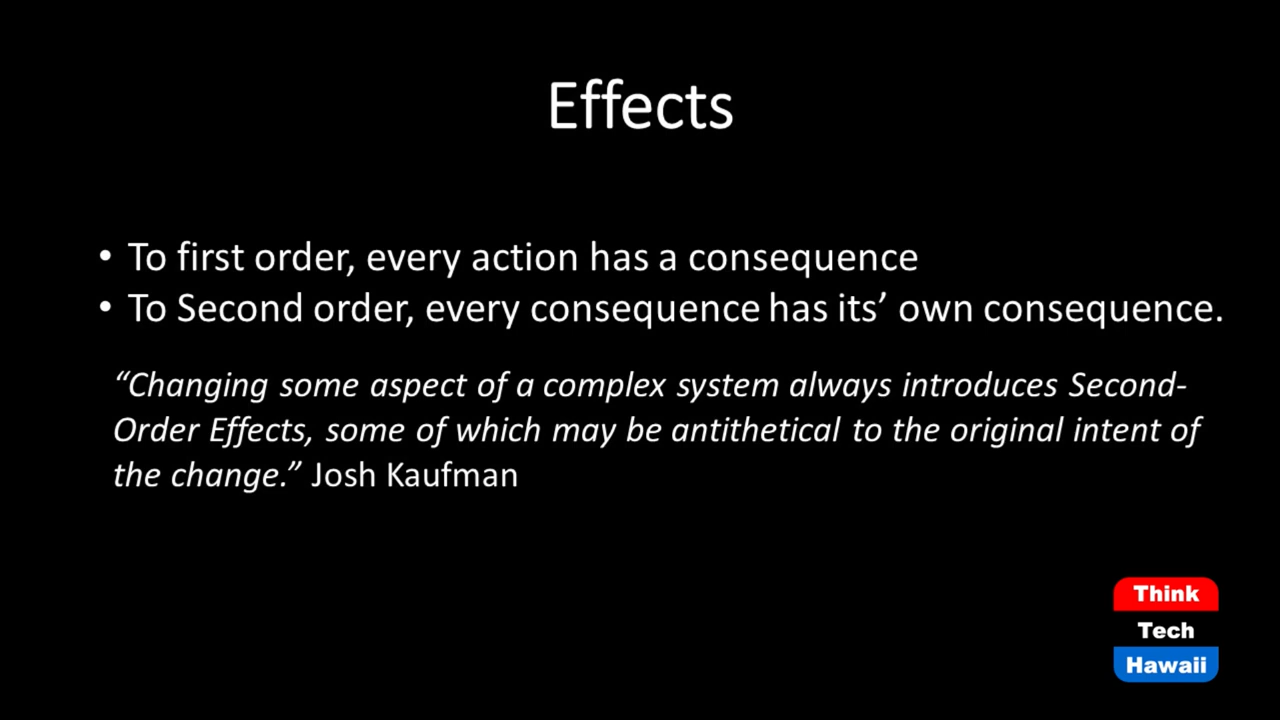 Effects
• To first order, every action has a consequence
• To Second order, every consequence has its’ own consequence.
“Changing some aspect of a complex system always introduces Second-
Order Effects, some of which may be antithetical to the original intent of
the change.” Josh Kaufman
Think
Tech
Hawaii